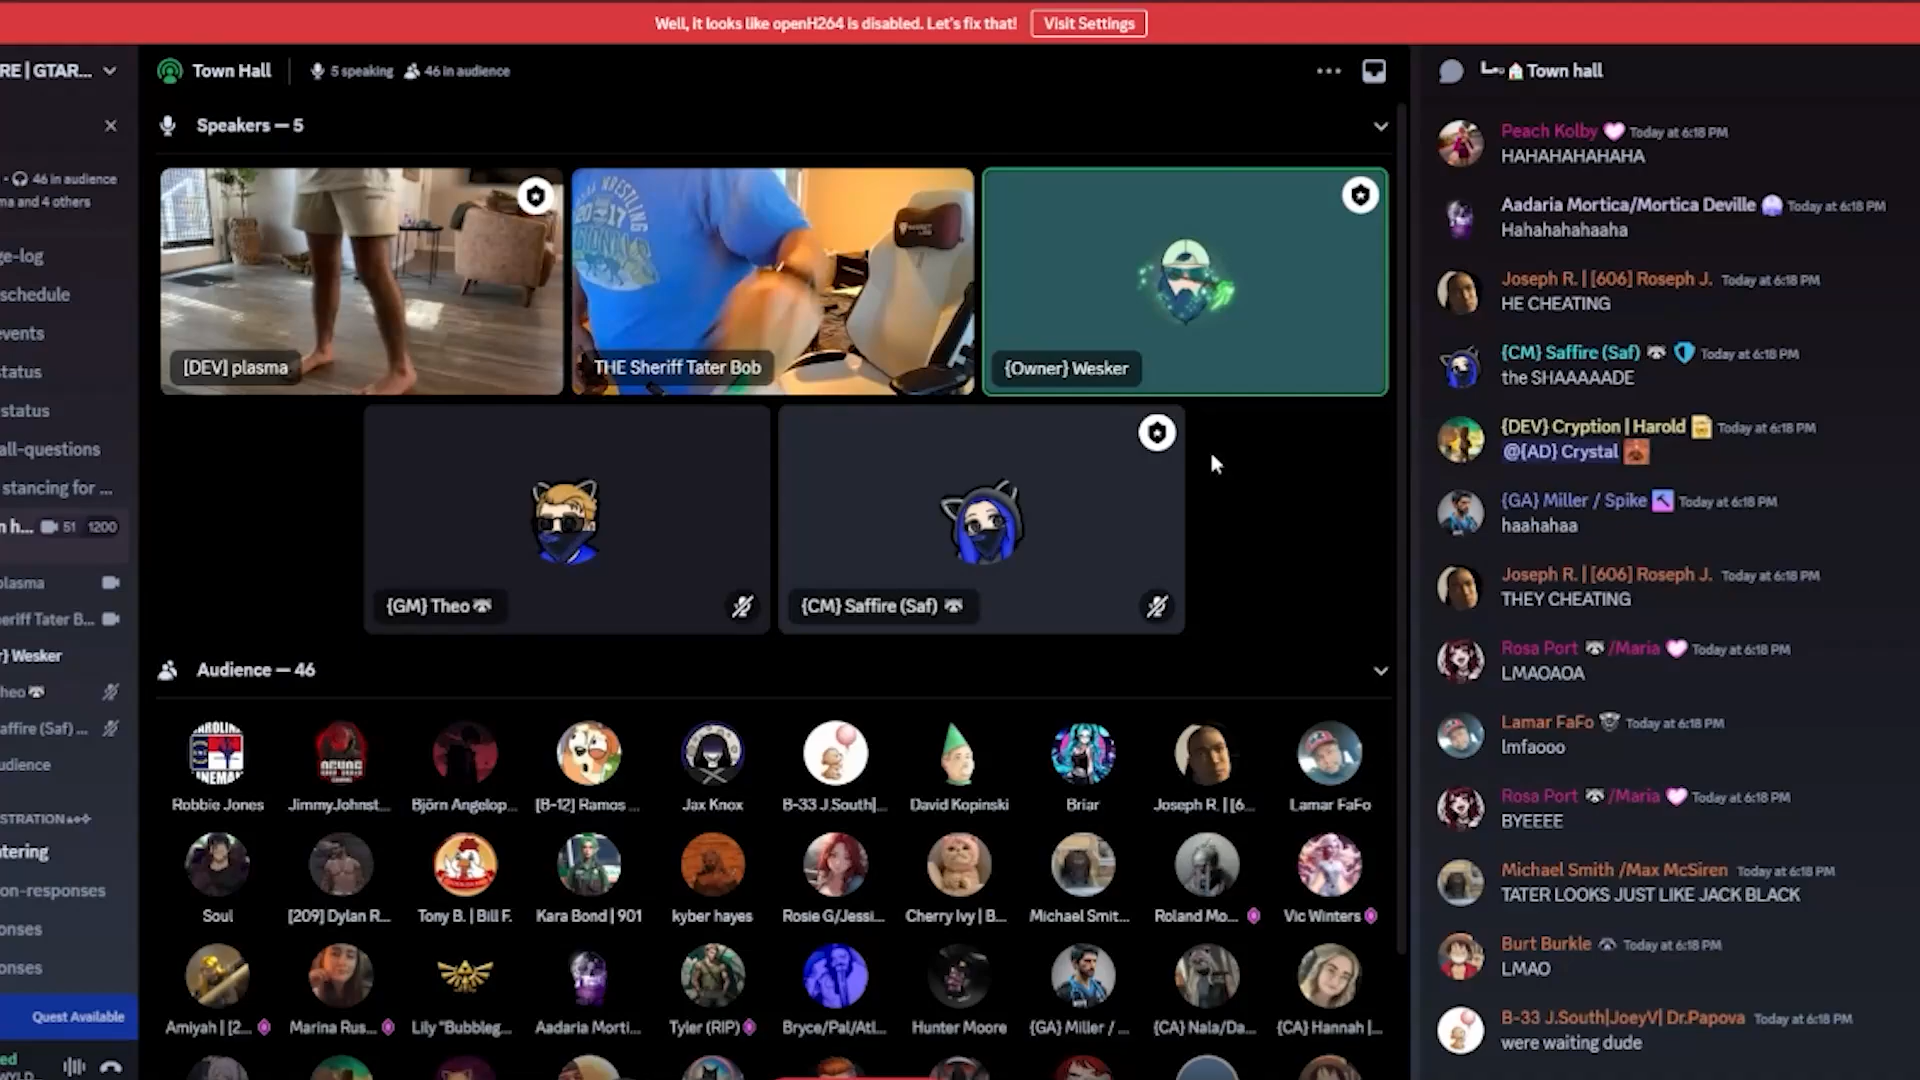 Well, it looks like openH264 is disabled. Let's fix that!
Visit Settings
RE | GTAR...
46 in audience
ma and 4 others
ge-log
schedule
events
status
status
all-questions
stancing for ...
n h...
51
1200
plasma
eriff Tater B...
r} Wesker
heo
affire (Saf) ...
udience
STRATION
tering
on-responses
onses
onses
Quest Available
ed
Town Hall
5 speaking
46 in audience
Speakers — 5
WRESTLING
2017
[DEV] plasma
THE Sheriff Tater Bob
{Owner} Wesker
{GM} Theo
{CM} Saffire (Saf)
Audience — 46
Robbie Jones
JimmyJohnst...
Björn Angelop...
[B-12] Ramos ...
Jax Knox
B-33 J.South|...
David Kopinski
Briar
Joseph R. | [6...
Lamar FaFo
Soul
[209] Dylan R...
Tony B. | Bill F.
Kara Bond | 901
kyber hayes
Rosie G/Jessi...
Cherry Ivy | B...
Michael Smit...
Roland Mo...
Vic Winters
Amiyah | [2...
Marina Rus...
Lily "Bubbleg...
Aadaria Morti...
Tyler (RIP)
Bryce/Pal/Atl...
Hunter Moore
{GA} Miller / ...
{CA} Nala/Da...
{CA} Hannah |...
Town hall
Peach Kolby Today at 6:18 PM
HAHAHAHAHAHA
Aadaria Mortica/Mortica Deville Today at 6:18 PM
Hahahahahaaha
Joseph R. | [606] Roseph J. Today at 6:18 PM
HE CHEATING
{CM} Saffire (Saf) Today at 6:18 PM
the SHAAAAADE
{DEV} Cryption | Harold Today at 6:18 PM
@{AD} Crystal
{GA} Miller / Spike Today at 6:18 PM
haahahaa
Joseph R. | [606] Roseph J. Today at 6:18 PM
THEY CHEATING
Rosa Port /Maria Today at 6:18 PM
LMAOAOA
Lamar FaFo Today at 6:18 PM
lmfaooo
Rosa Port /Maria Today at 6:18 PM
BYEEEE
Michael Smith /Max McSiren Today at 6:18 PM
TATER LOOKS JUST LIKE JACK BLACK
Burt Burkle Today at 6:18 PM
LMAO
B-33 J.South|JoeyV| Dr.Papova Today at 6:18 PM
were waiting dude